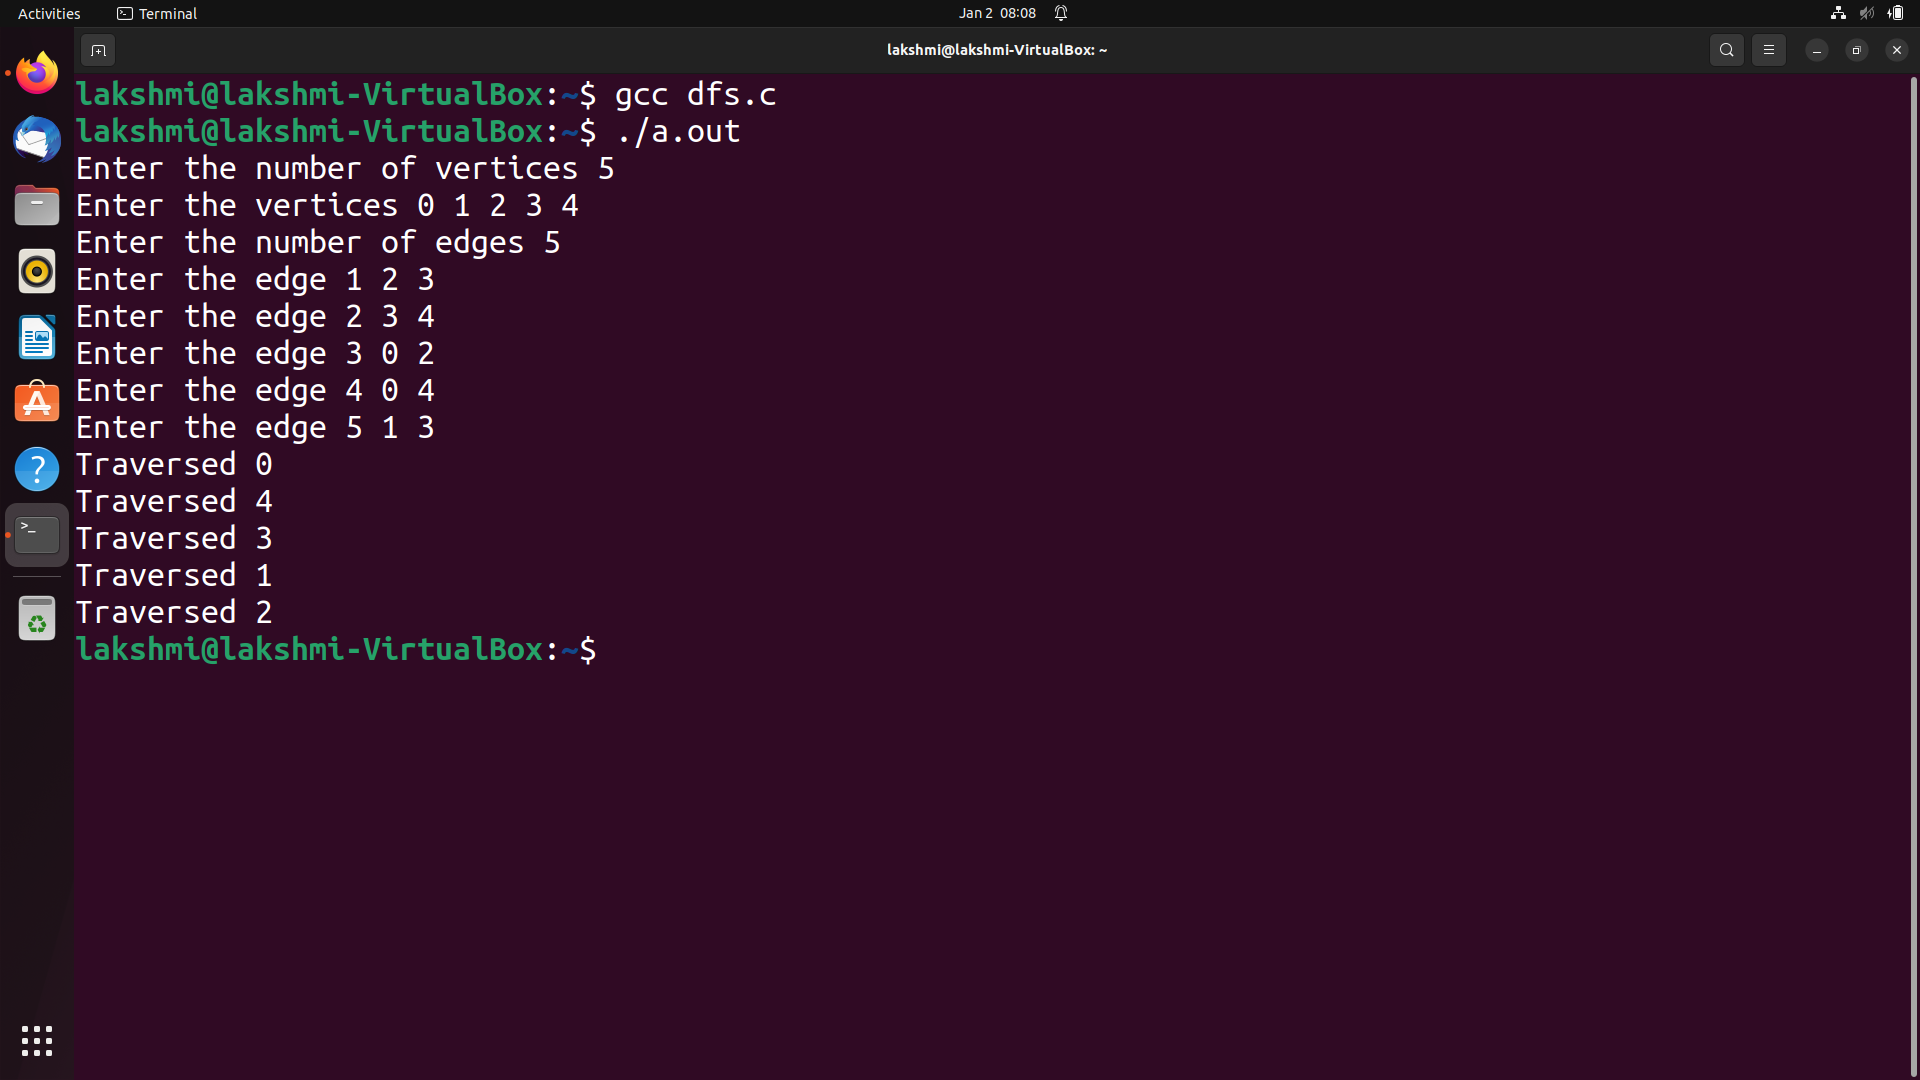 Activities Terminal Jan 2 08:08
lakshmi@lakshmi-VirtualBox: ~
lakshmi@lakshmi-VirtualBox:~$ gcc dfs.c
lakshmi@lakshmi-VirtualBox:~$ ./a.out
Enter the number of vertices 5
Enter the vertices 0 1 2 3 4
Enter the number of edges 5
Enter the edge 1 2 3
Enter the edge 2 3 4
Enter the edge 3 0 2
Enter the edge 4 0 4
Enter the edge 5 1 3
Traversed 0
Traversed 4
Traversed 3
Traversed 1
Traversed 2
lakshmi@lakshmi-VirtualBox:~$